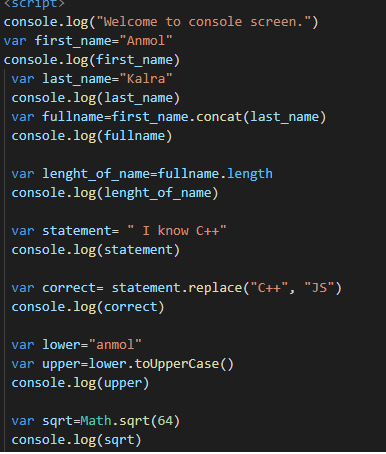 <script>
console.log("Welcome to console screen.")
var first_name="Anmol"
console.log(first_name)
var last_name="Kalra"
console.log(last_name)
var fullname=first_name.concat(last_name)
console.log(fullname)
var lenght_of_name=fullname.length
console.log(lenght_of_name)
var statement= " I know C++"
console.log(statement)
var correct= statement.replace("C++", "JS")
console.log(correct)
var lower="anmol"
var upper=lower.toUpperCase()
console.log(upper)
var sqrt=Math.sqrt(64)
console.log(sqrt)